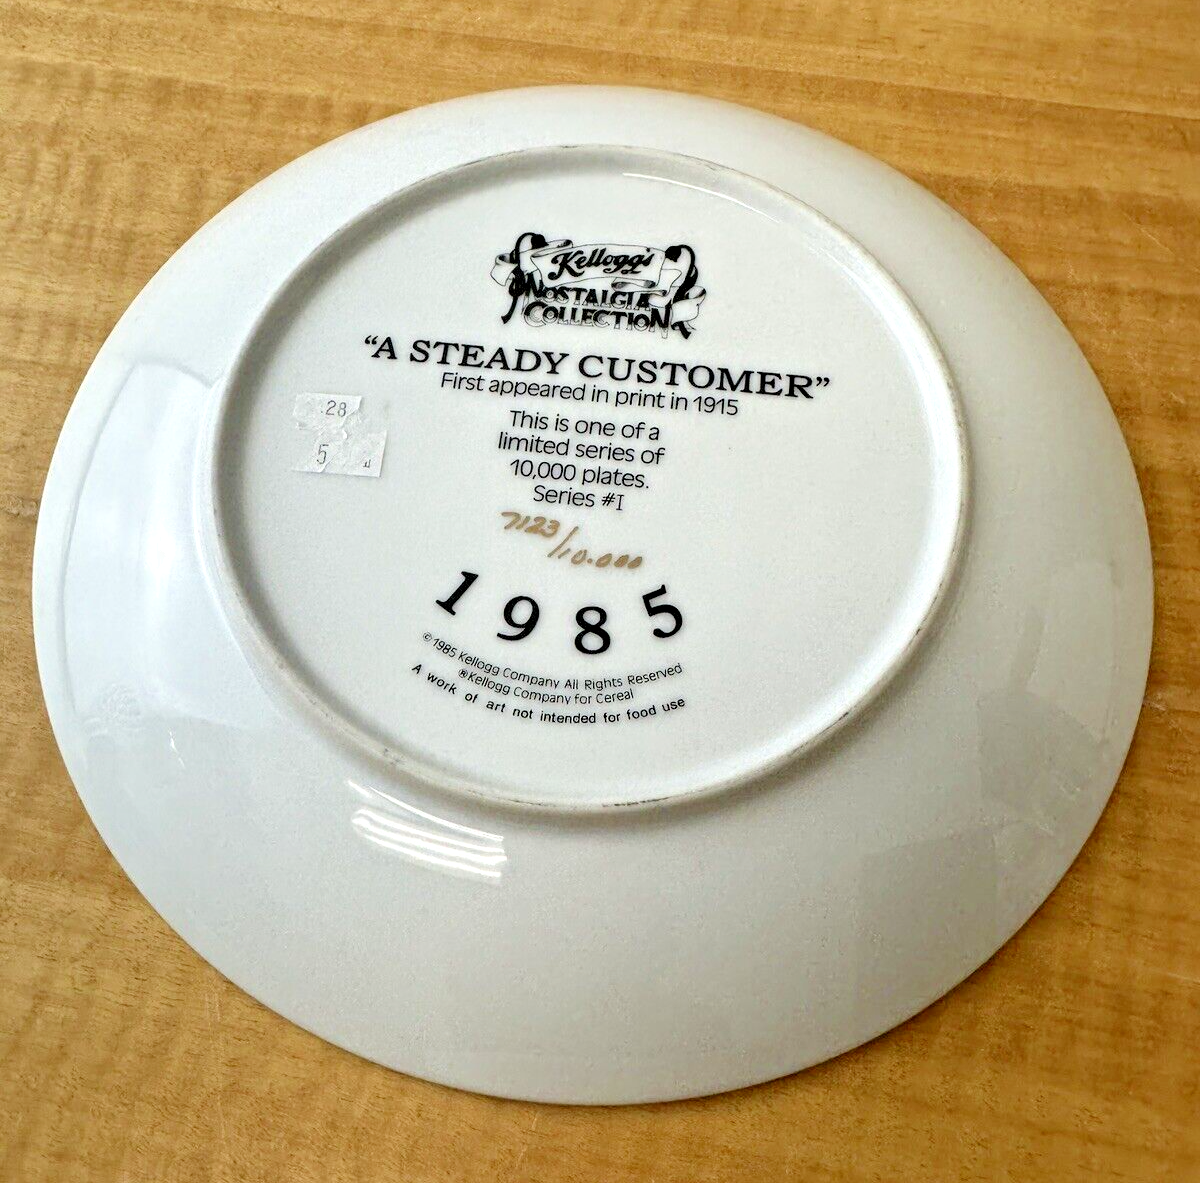 Kellogg's
NOSTALGIA
COLLECTION
“A STEADY CUSTOMER”
First appeared in print in 1915
This is one of a
limited series of
10,000 plates.
Series #I
7123/10.000
1985
©1985 Kellogg Company All Rights Reserved
®Kellogg Company for Cereal
A work of art not intended for food use
.28
5